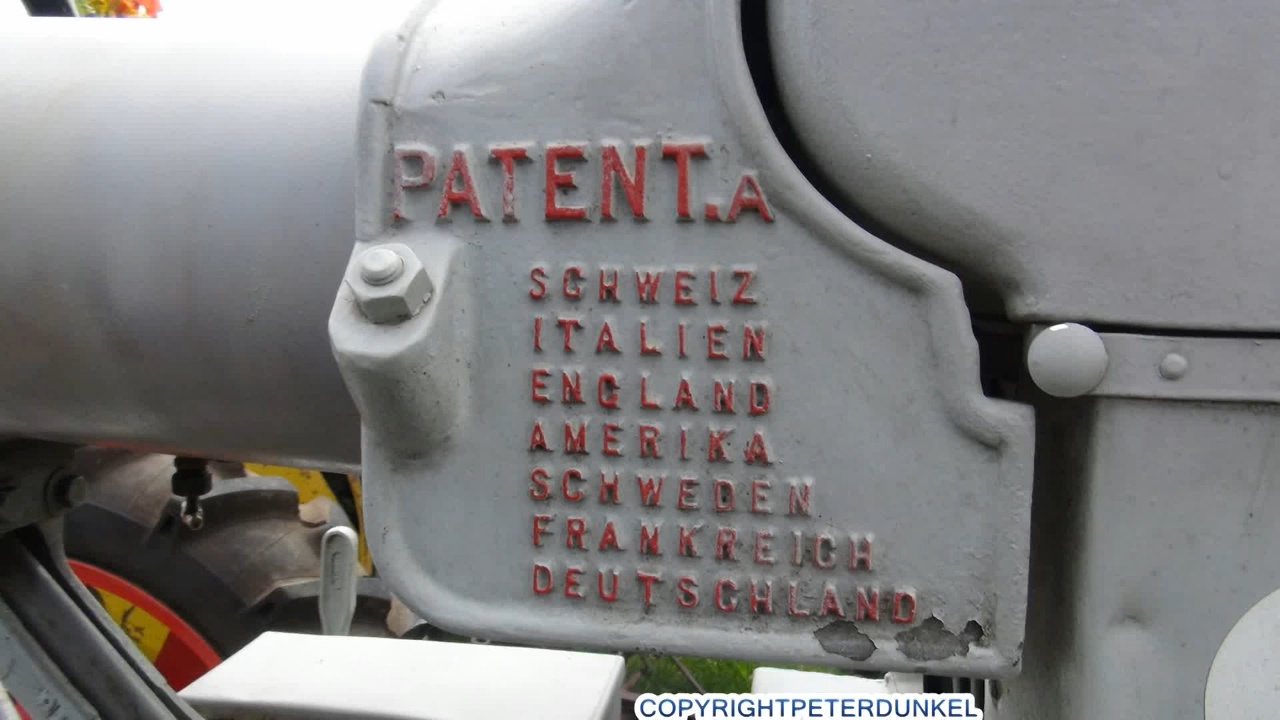 PATENT.A
SCHWEIZ
ITALIEN
ENGLAND
AMERIKA
SCHWEDEN
FRANKREICH
DEUTSCHLAND
COPYRIGHTPETERDUNKEL